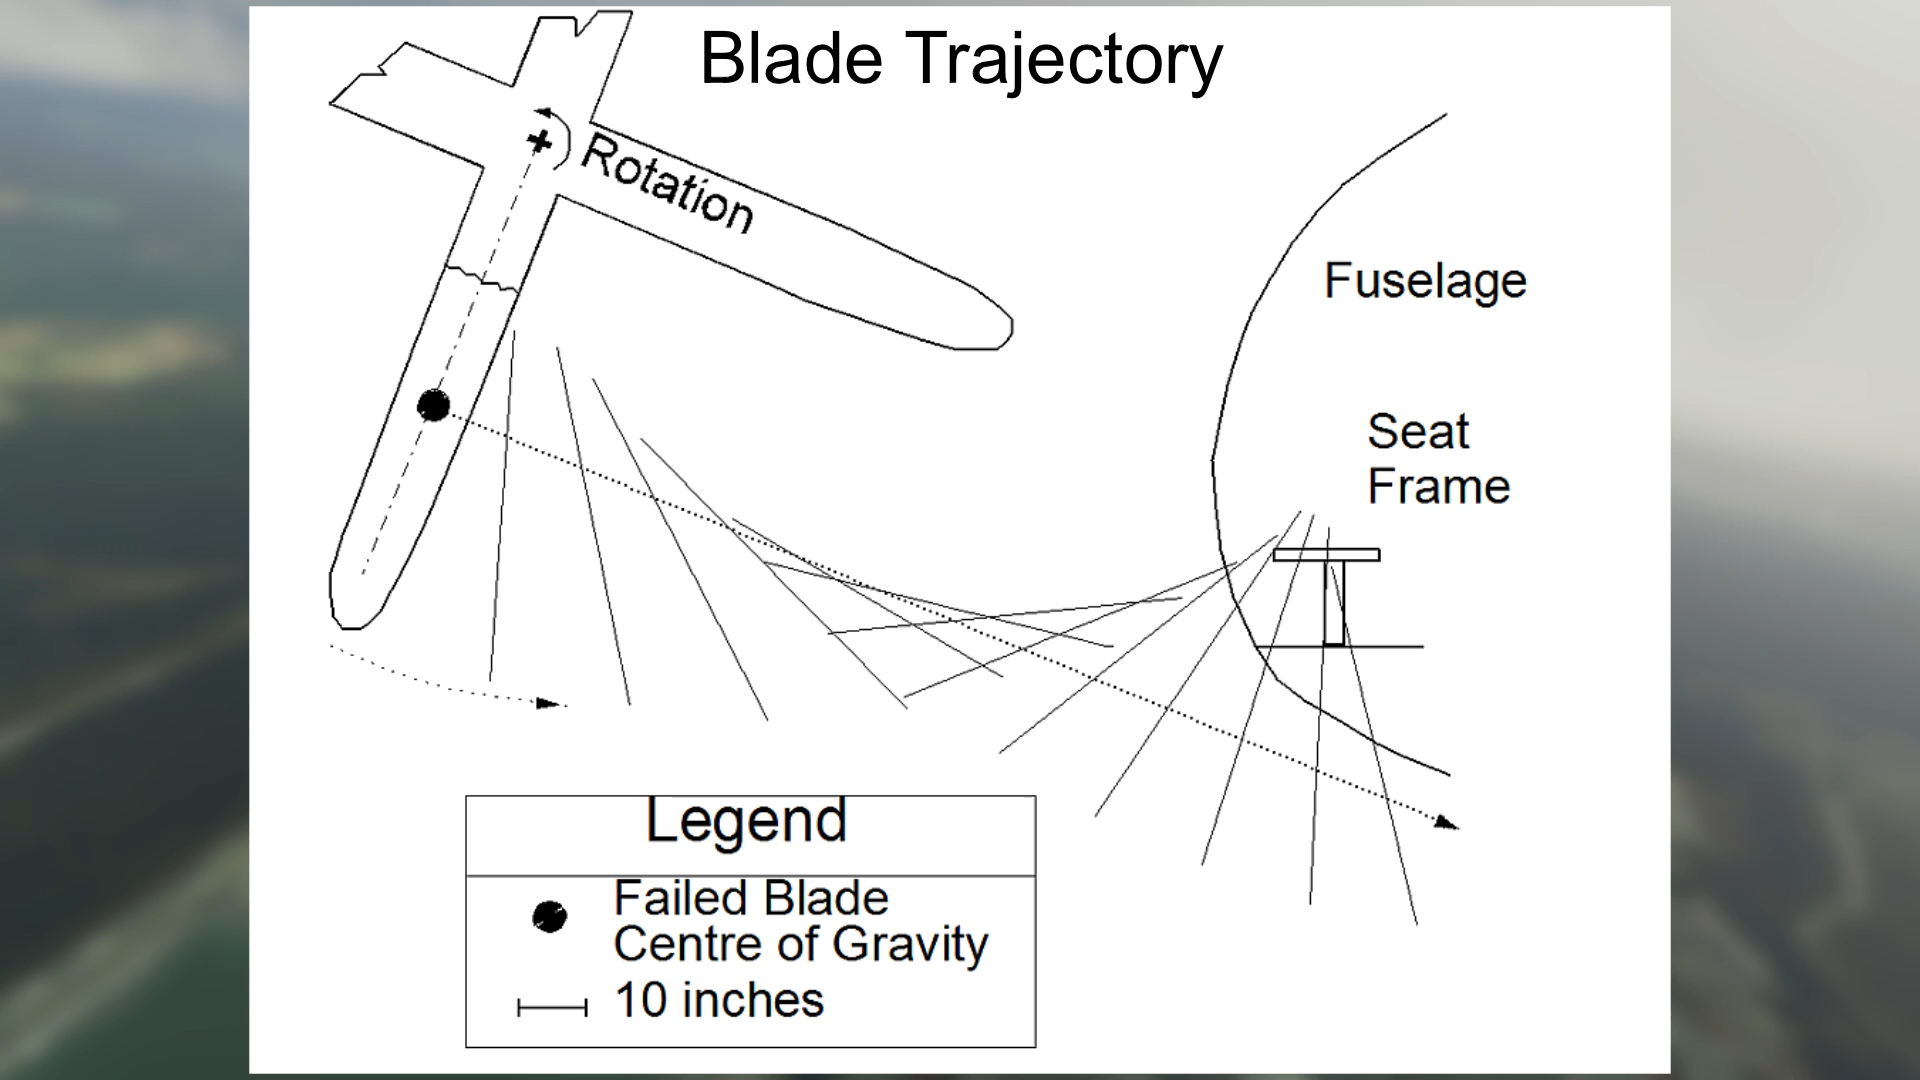 Blade Trajectory
Rotation
Fuselage
Seat
Frame
Legend
Failed Blade
Centre of Gravity
10 inches